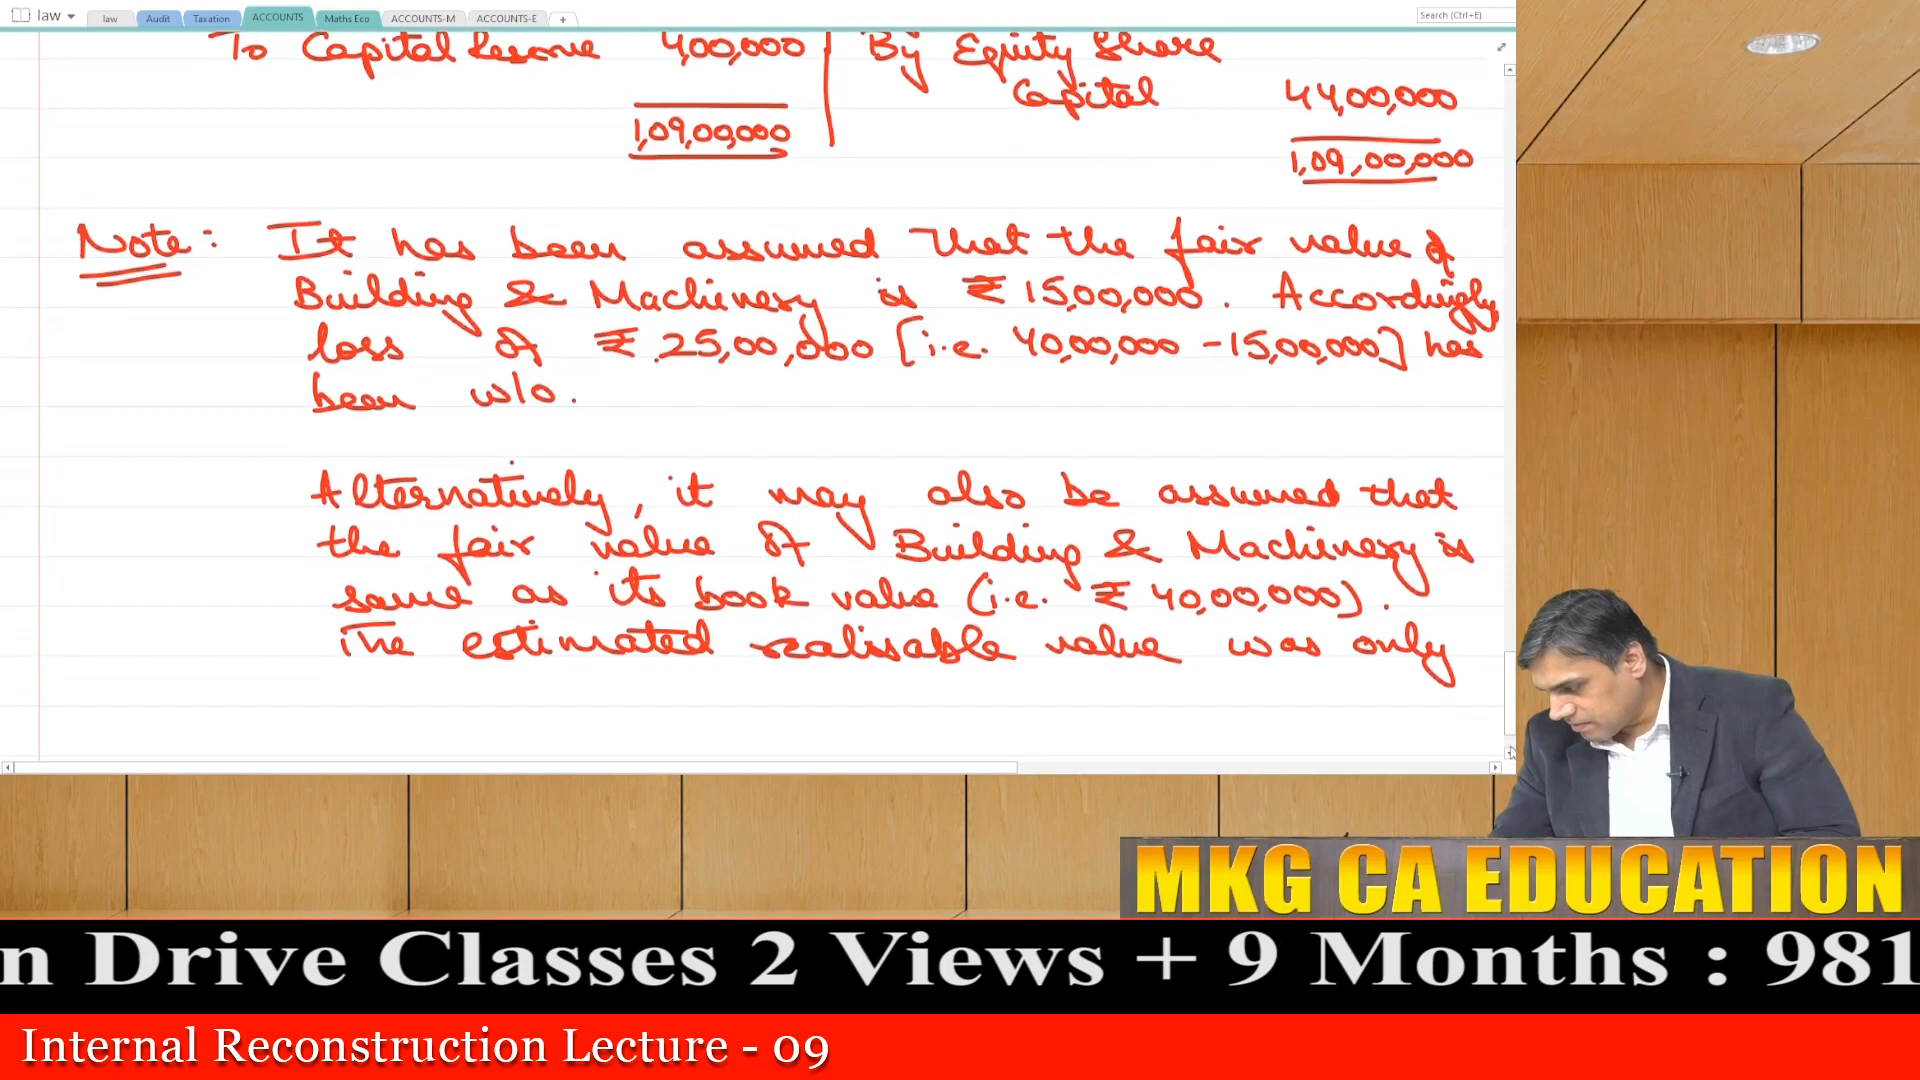 law
law Audit Taxation ACCOUNTS Maths Eco ACCOUNTS-M ACCOUNTS-E +
Search (Ctrl+E)
To Capital Reserve 4,00,000 By Equity Share
Capital 44,00,000
1,09,00,000
1,09,00,000
Note: It has been assumed that the fair value of
Building & Machinery is ₹ 15,00,000. Accordingly
loss of ₹ 25,00,000 [i.e. 40,00,000 - 15,00,000] has
been w/o.
Alternatively, it may also be assumed that
the fair value of Building & Machinery is
same as its book value (i.e. ₹ 40,00,000).
The estimated realisable value was only
MKG CA EDUCATION
n Drive Classes 2 Views + 9 Months : 981
Internal Reconstruction Lecture - 09